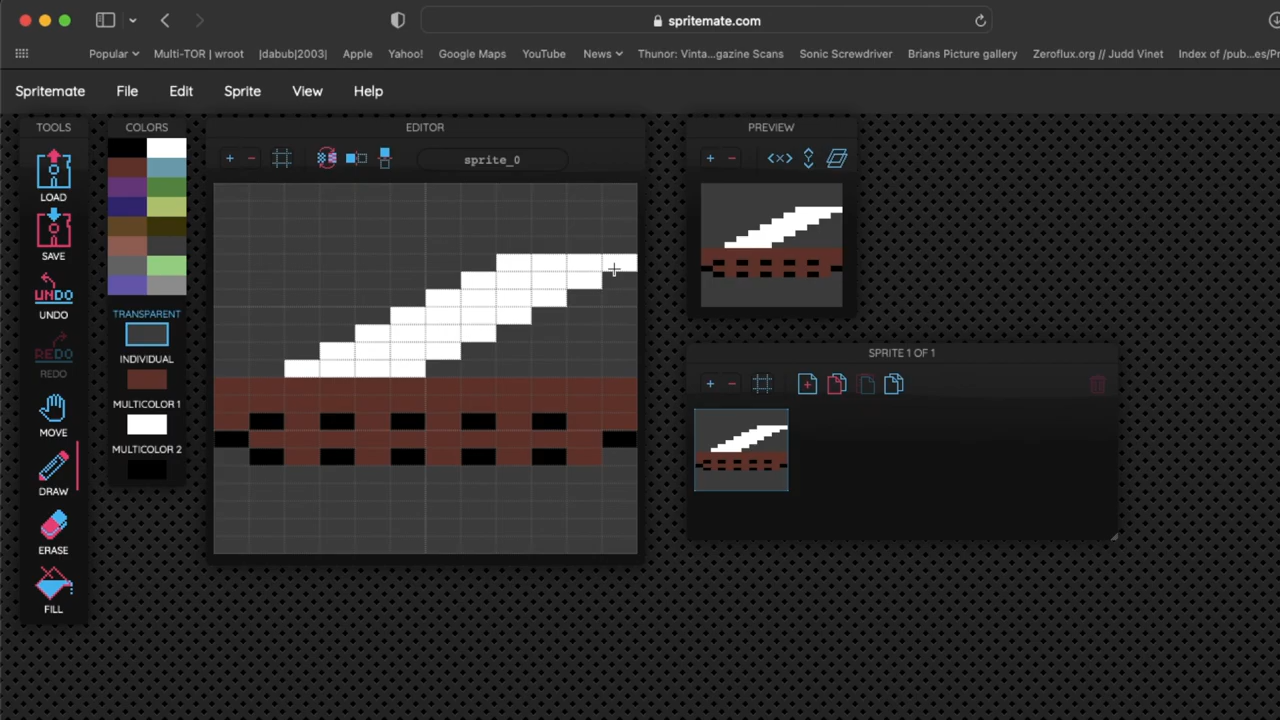 spritemate.com
Popular
Multi-TOR | wroot
|dabub|2003|
Apple
Yahoo!
Google Maps
YouTube
News
Thunor: Vinta...gazine Scans
Sonic Screwdriver
Brians Picture gallery
Zeroflux.org // Judd Vinet
Index of /pub...es/Pr
Spritemate
File
Edit
Sprite
View
Help
TOOLS
LOAD
SAVE
UNDO
UNDO
REDO
REDO
MOVE
DRAW
ERASE
FILL
COLORS
TRANSPARENT
INDIVIDUAL
MULTICOLOR 1
MULTICOLOR 2
EDITOR
sprite_0
PREVIEW
SPRITE 1 OF 1